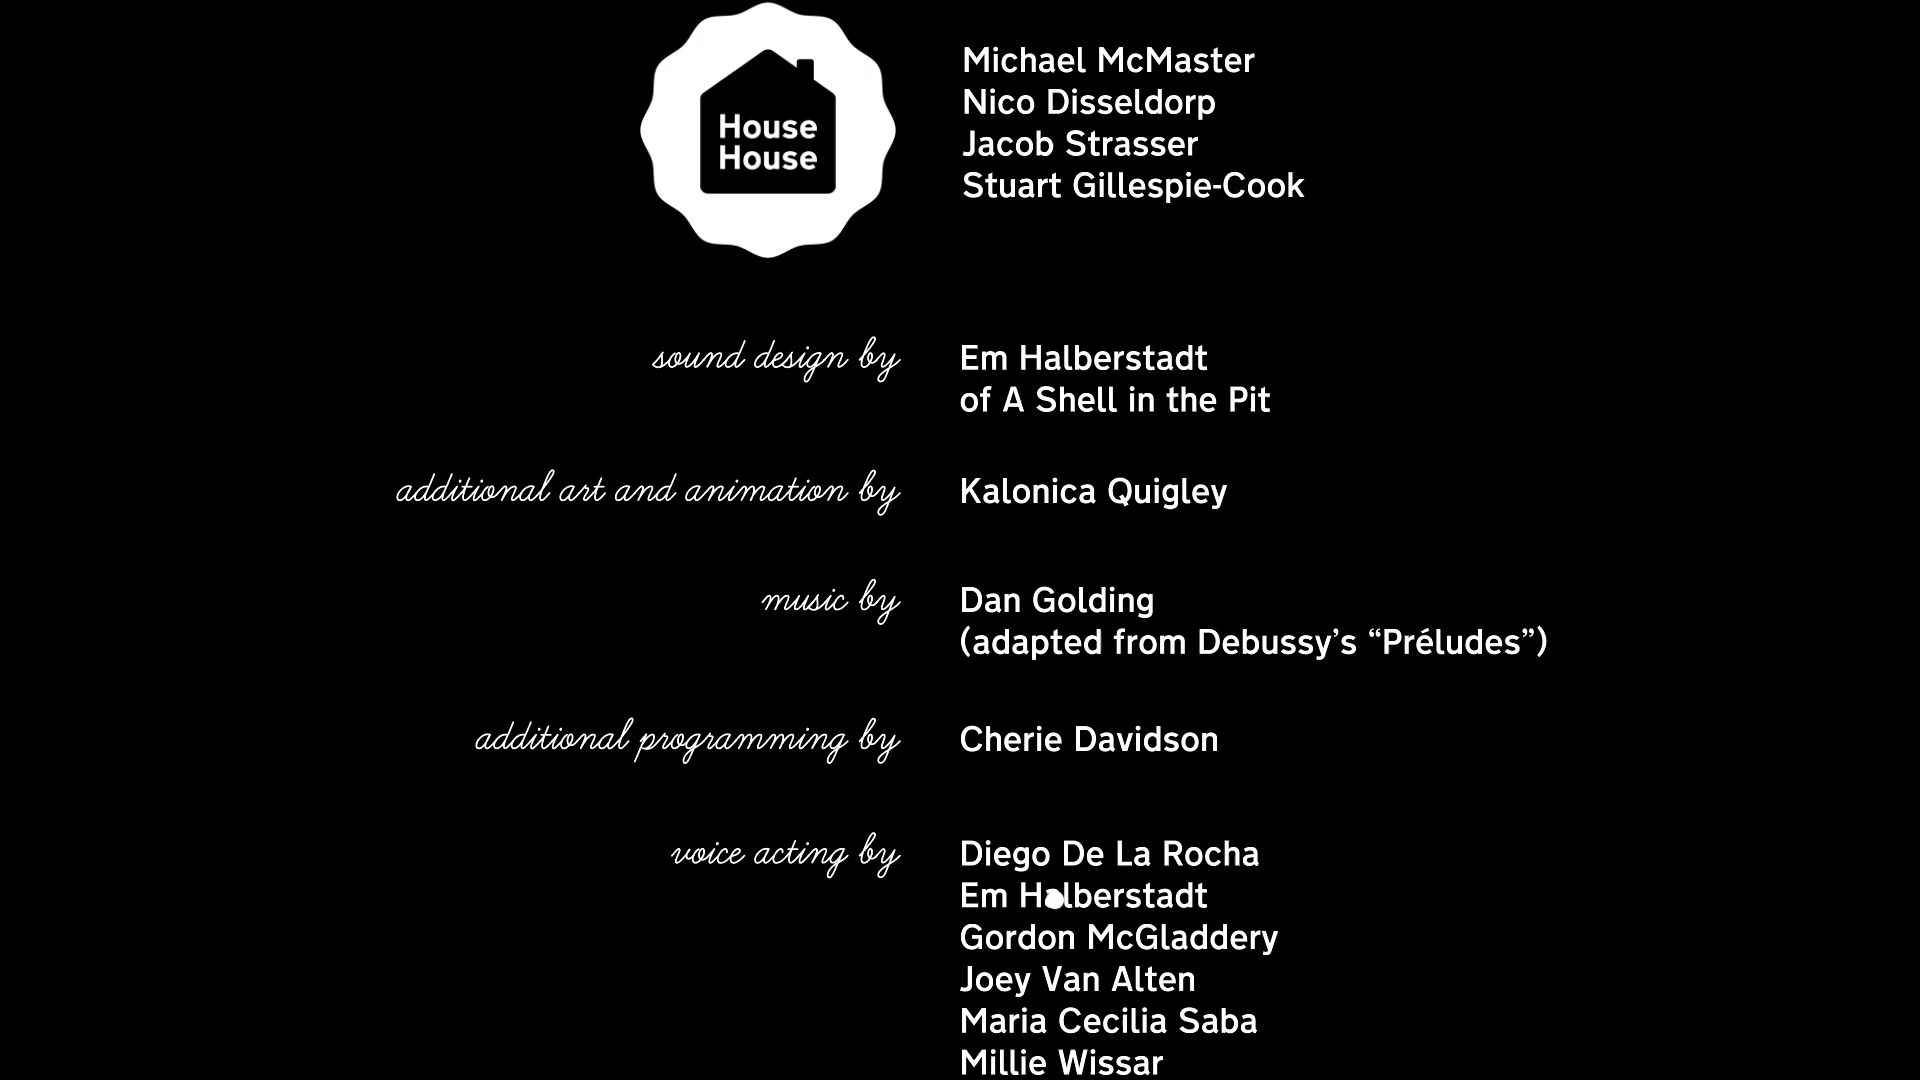 House
House
Michael McMaster
Nico Disseldorp
Jacob Strasser
Stuart Gillespie-Cook
sound design by
Em Halberstadt
of A Shell in the Pit
additional art and animation by
Kalonica Quigley
music by
Dan Golding
(adapted from Debussy’s “Préludes”)
additional programming by
Cherie Davidson
voice acting by
Diego De La Rocha
Em Halberstadt
Gordon McGladdery
Joey Van Alten
Maria Cecilia Saba
Millie Wissar